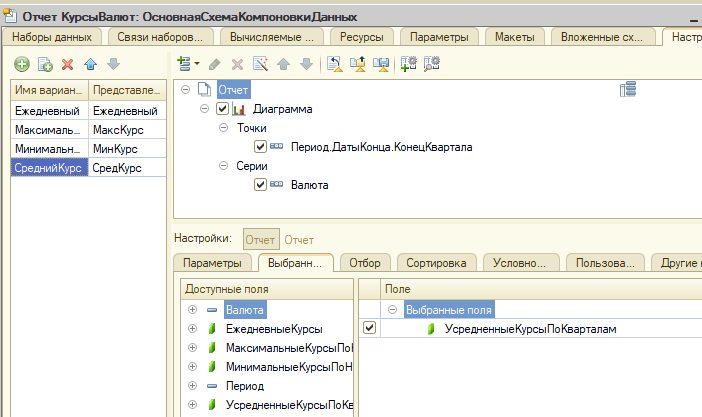 Отчет КурсыВалют: ОсновнаяСхемаКомпоновкиДанных
Наборы данных Связи наборов... Вычисляемые ... Ресурсы Параметры Макеты Вложенные сх... Настр
Имя вариан... Представле...
Ежедневный Ежедневный
Максималь... МаксКурс
Минимальн... МинКурс
СреднийКурс СредКурс
Отчет
Диаграмма
Точки
Период.ДатыКонца.КонецКвартала
Серии
Валюта
Настройки: Отчет Отчет
Параметры Выбранн... Отбор Сортировка Условно... Пользова... Другие н
Доступные поля
Валюта
ЕжедневныеКурсы
МаксимальныеКурсыПоН
МинимальныеКурсыПоН
Период
УсредненныеКурсыПоКв
Поле
Выбранные поля
УсредненныеКурсыПоКварталам